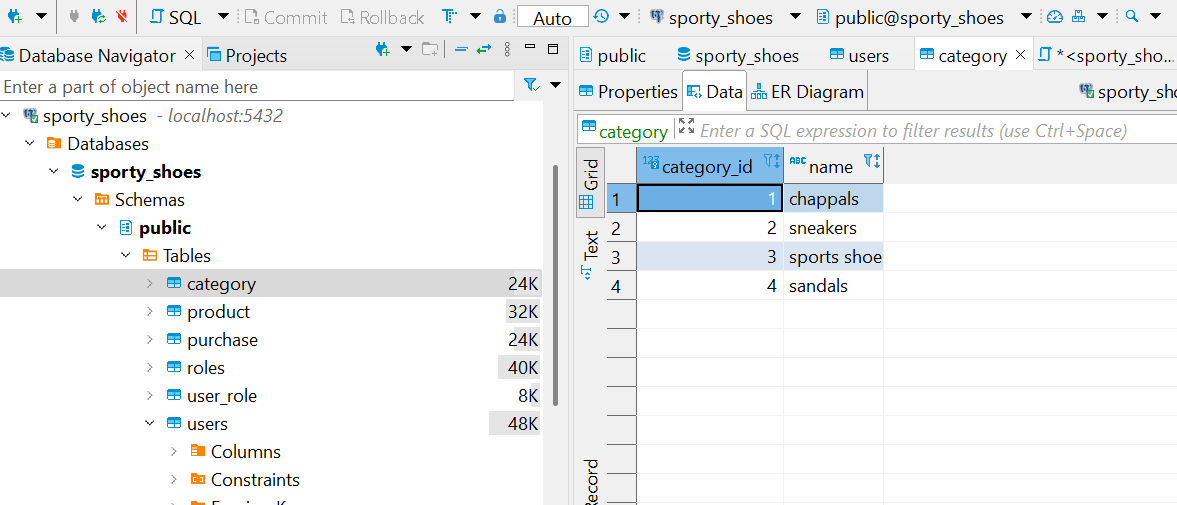 SQL Commit Rollback Auto sporty_shoes public@sporty_shoes
Database Navigator Projects
public sporty_shoes users category *<sporty_sho...
Enter a part of object name here
Properties Data ER Diagram sporty_sho
sporty_shoes - localhost:5432
category Enter a SQL expression to filter results (use Ctrl+Space)
Databases
sporty_shoes
Schemas
public
Tables
category 24K
product 32K
purchase 24K
roles 40K
user_role 8K
users 48K
Columns
Constraints
Grid
Text
Record
123 category_id ABC name
1 1 chappals
2 2 sneakers
3 3 sports shoe
4 4 sandals